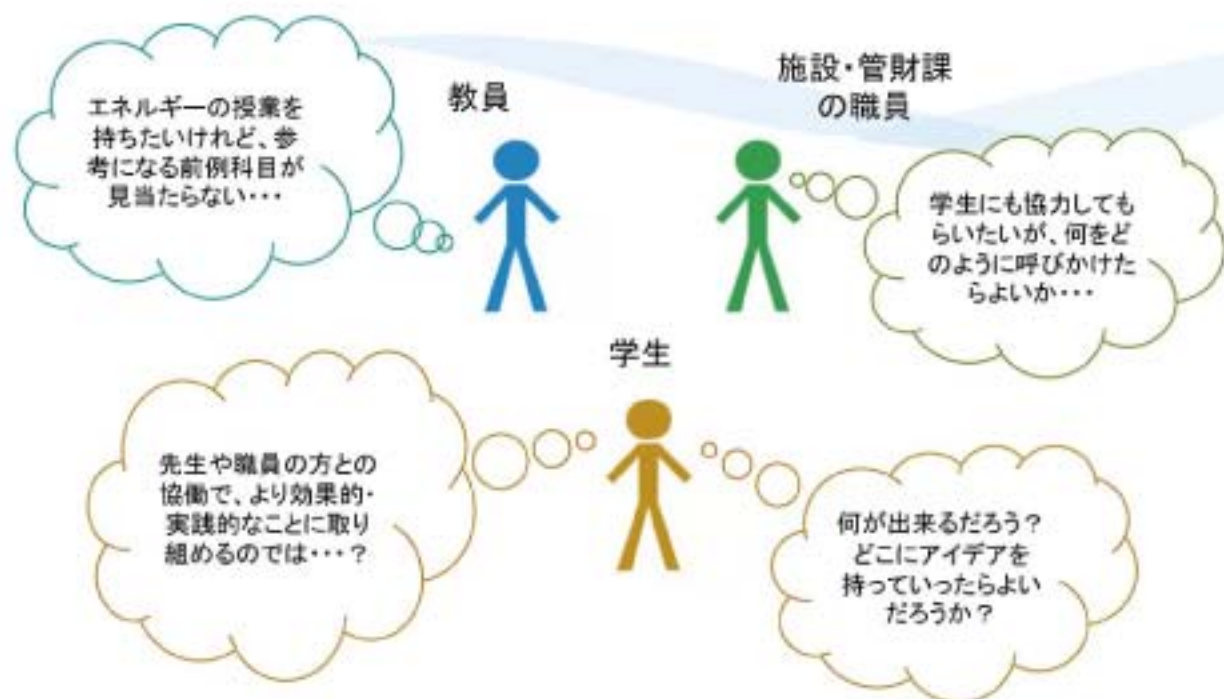 教員
エネルギーの授業を
持ちたいけれど、参
考になる前例科目が
見当たらない・・・
施設・管財課
の職員
学生にも協力しても
らいたいが、何をど
のように呼びかけた
らよいか・・・
学生
先生や職員の方との
協働で、より効果的・
実践的なことに取り
組めるのでは・・・？
何が出来るだろう？
どこにアイデアを
持っていったらよい
だろうか？